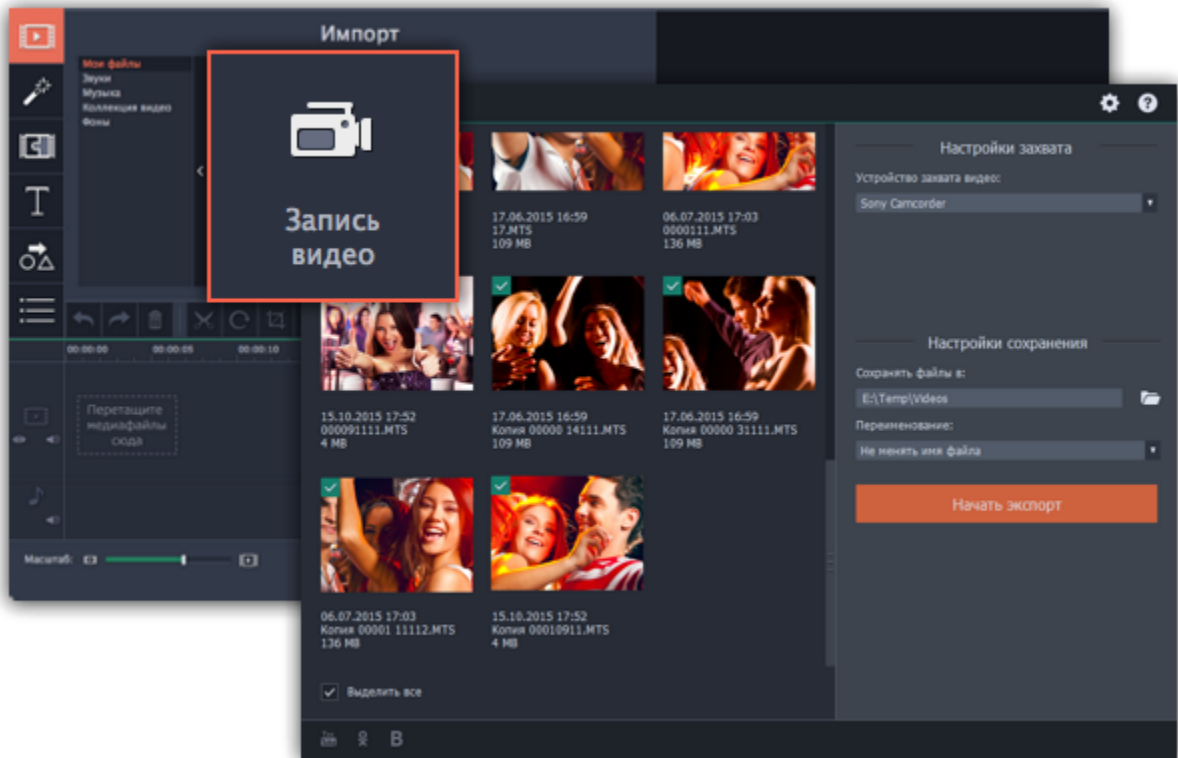 Импорт
Мои файлы
Звуки
Музыка
Коллекция видео
Фоны
Запись
видео
00:00:00 00:00:05 00:00:10
Перетащите
медиафайлы
сюда
Масштаб:
17.06.2015 16:59
17.MTS
109 MB
06.07.2015 17:03
0000111.MTS
136 MB
15.10.2015 17:52
000091111.MTS
4 MB
17.06.2015 16:59
Копия 00000 14111.MTS
109 MB
17.06.2015 16:59
Копия 00000 31111.MTS
109 MB
06.07.2015 17:03
Копия 00001 11112.MTS
136 MB
15.10.2015 17:52
Копия 00010911.MTS
4 MB
Выделить все
Настройки захвата
Устройство захвата видео:
Sony Camcorder
Настройки сохранения
Сохранять файлы в:
E:\Temp\Videos
Переименование:
Не менять имя файла
Начать экспорт